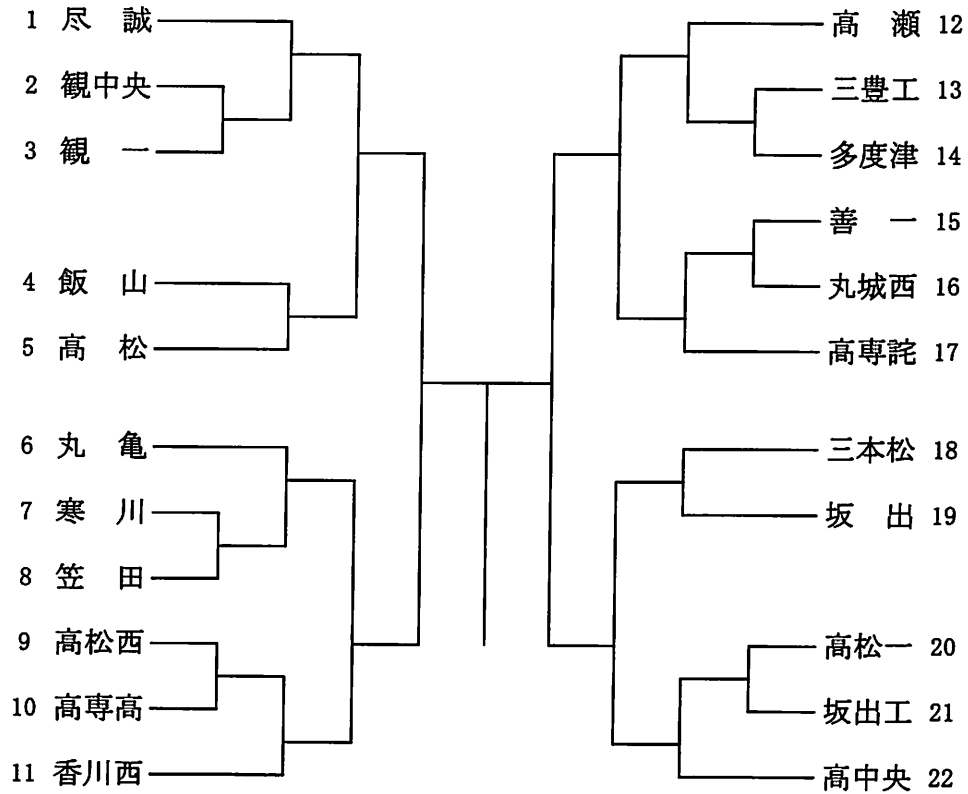 1 尽 誠
2 観中央
3 観 一
4 飯 山
5 高 松
6 丸 亀
7 寒 川
8 笠 田
9 高松西
10 高専高
11 香川西
高 瀬 12
三豊工 13
多度津 14
善 一 15
丸城西 16
高専詫 17
三本松 18
坂 出 19
高松一 20
坂出工 21
高中央 22